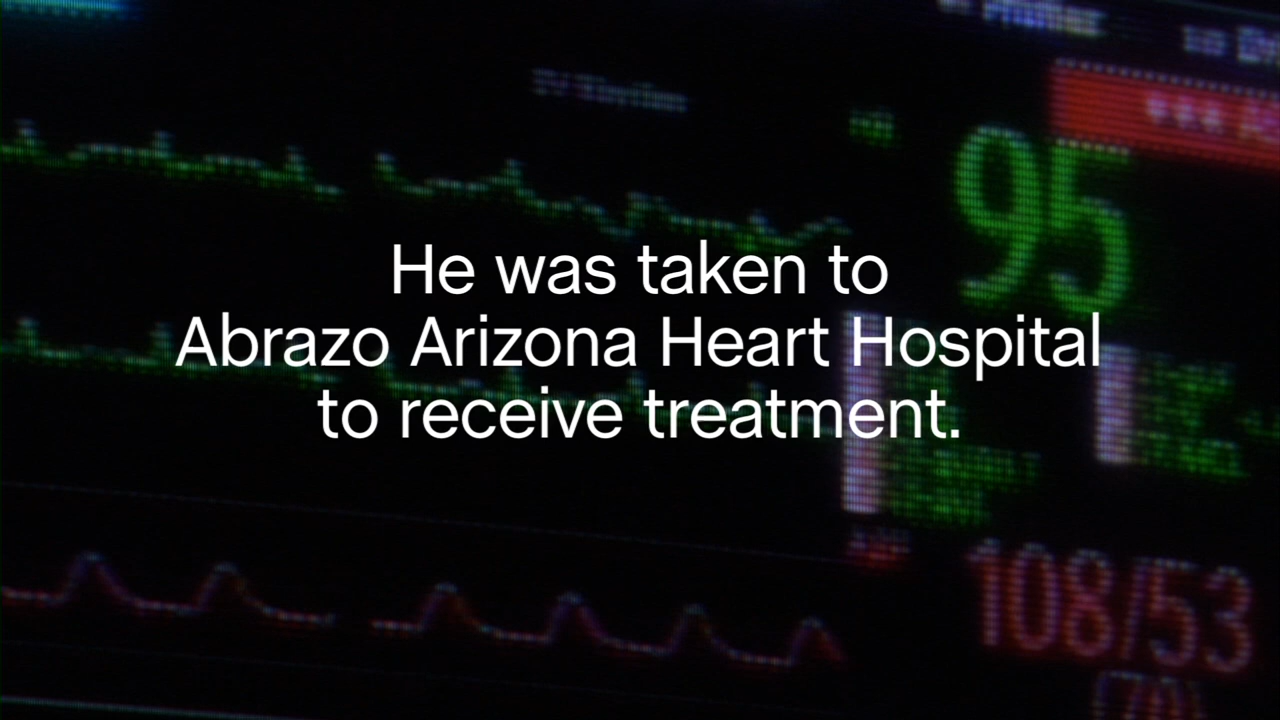 95
He was taken to
Abrazo Arizona Heart Hospital
to receive treatment.
108/53